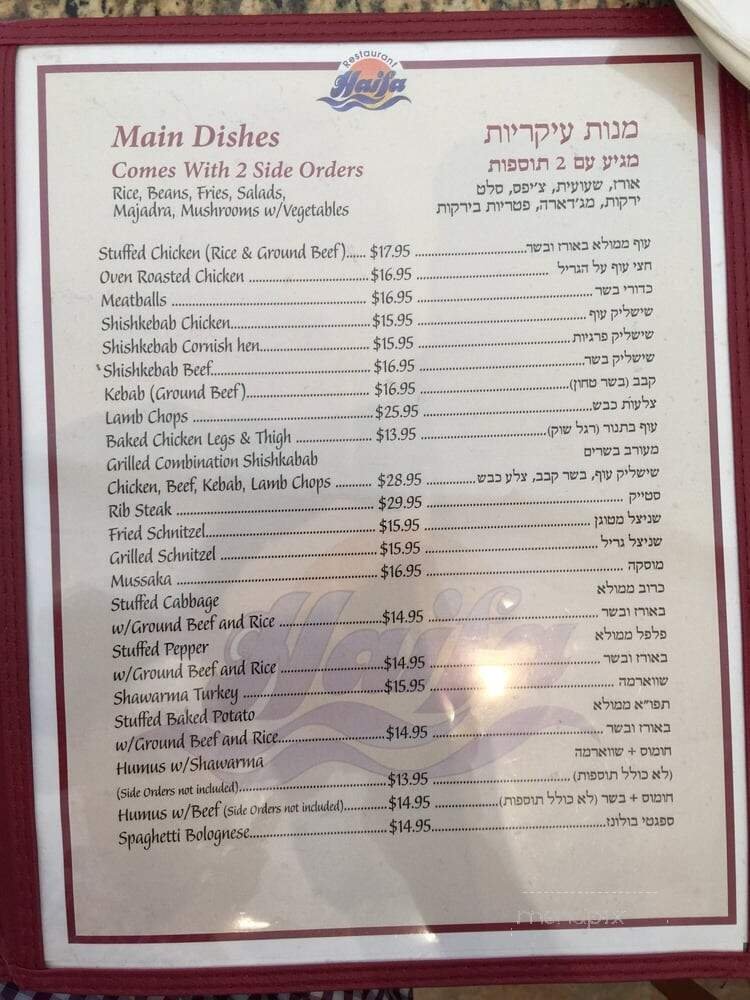 Restaurant
Haifa
Main Dishes מנות עיקריות
Comes With 2 Side Orders מגיע עם 2 תוספות
Rice, Beans, Fries, Salads, אורז, שעועית, צ'יפס, סלט
Majadra, Mushrooms w/Vegetables ירקות, מג'דארה, פטריות בירקות
Stuffed Chicken (Rice & Ground Beef)...... $17.95 ...... עוף ממולא באורז ובשר
Oven Roasted Chicken ...... $16.95 ...... חצי עוף על הגריל
Meatballs ...... $16.95 ...... כדורי בשר
Shishkebab Chicken...... $15.95 ...... שישליק עוף
Shishkebab Cornish hen...... $15.95 ...... שישליק פרגיות
Shishkebab Beef...... $16.95 ...... שישליק בשר
Kebab (Ground Beef)...... $16.95 ...... קבב (בשר טחון)
Lamb Chops ...... $25.95 ...... צלעות כבש
Baked Chicken Legs & Thigh ...... $13.95 ...... עוף בתנור (רגל שוק)
Grilled Combination Shishkabab מעורב בשרים
Chicken, Beef, Kebab, Lamb Chops ...... $28.95 ...... שישליק עוף, בשר קבב, צלע כבש
Rib Steak ...... $29.95 ...... סטייק
Fried Schnitzel...... $15.95 ...... שניצל מטוגן
Grilled Schnitzel ...... $15.95 ...... שניצל גריל
Mussaka ...... $16.95 ...... מוסקה
Stuffed Cabbage כרוב ממולא
w/Ground Beef and Rice ...... $14.95 ...... באורז ובשר
Stuffed Pepper פלפל ממולא
w/Ground Beef and Rice ...... $14.95 ...... באורז ובשר
Shawarma Turkey ...... $15.95 ...... שווארמה
Stuffed Baked Potato תפו"א ממולא
w/Ground Beef and Rice...... $14.95 ...... באורז ובשר
Humus w/Shawarma חומוס + שווארמה
(Side Orders not included)...... $13.95 ...... (לא כולל תוספות)
Humus w/Beef (Side Orders not included)...... $14.95 ...... חומוס + בשר (לא כולל תוספות)
Spaghetti Bolognese...... $14.95...... ספגטי בולונז
Haifa
menupix